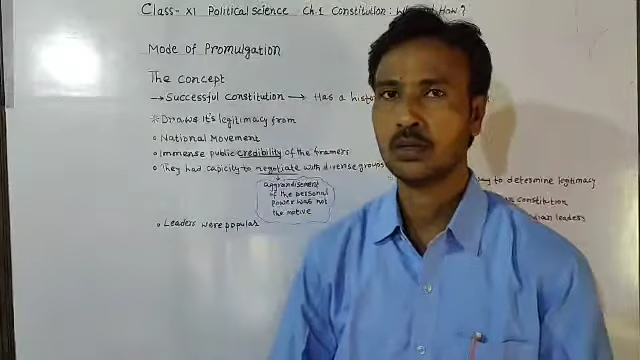 Class- XI Political science Ch.1 Constitution: Why and How?
Mode of Promulgation
The concept
→ Successful constitution → Has a
✳ Draws it's legitimacy from
∘ National Movement
∘ Immense public credibility of the framers
∘ They had capicity to negotiate with diverse groups
aggrandisement
of the personal
power was not
the motive
to determine legitimacy
constitution
leaders
∘ Leaders were popular